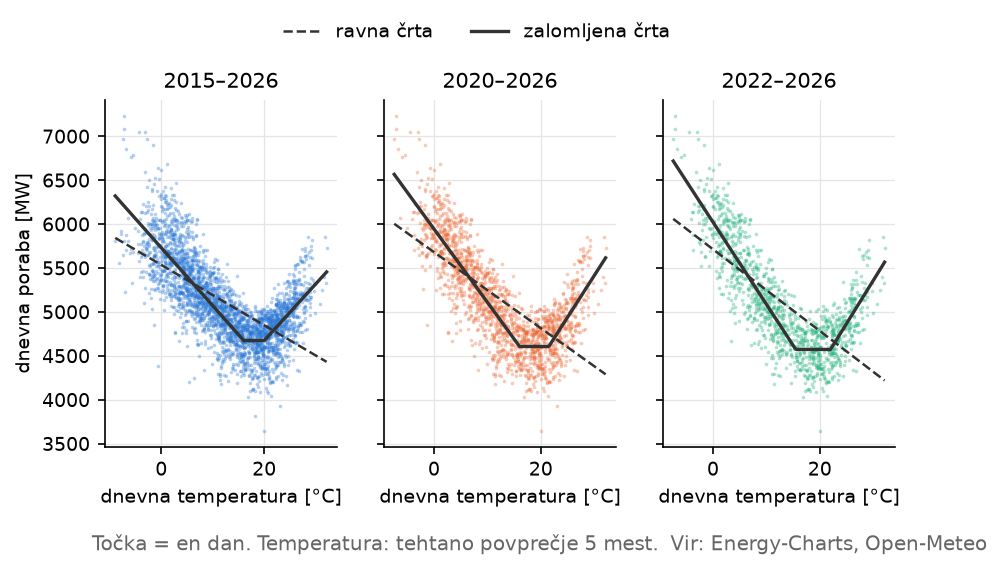 ravna črta   zalomljena črta
2015–2026   2020–2026   2022–2026
7000
6500
6000
5500
5000
4500
4000
3500
dnevna poraba [MW]
0   20   0   20   0   20
dnevna temperatura [°C]   dnevna temperatura [°C]   dnevna temperatura [°C]
Točka = en dan. Temperatura: tehtano povprečje 5 mest.  Vir: Energy-Charts, Open-Meteo